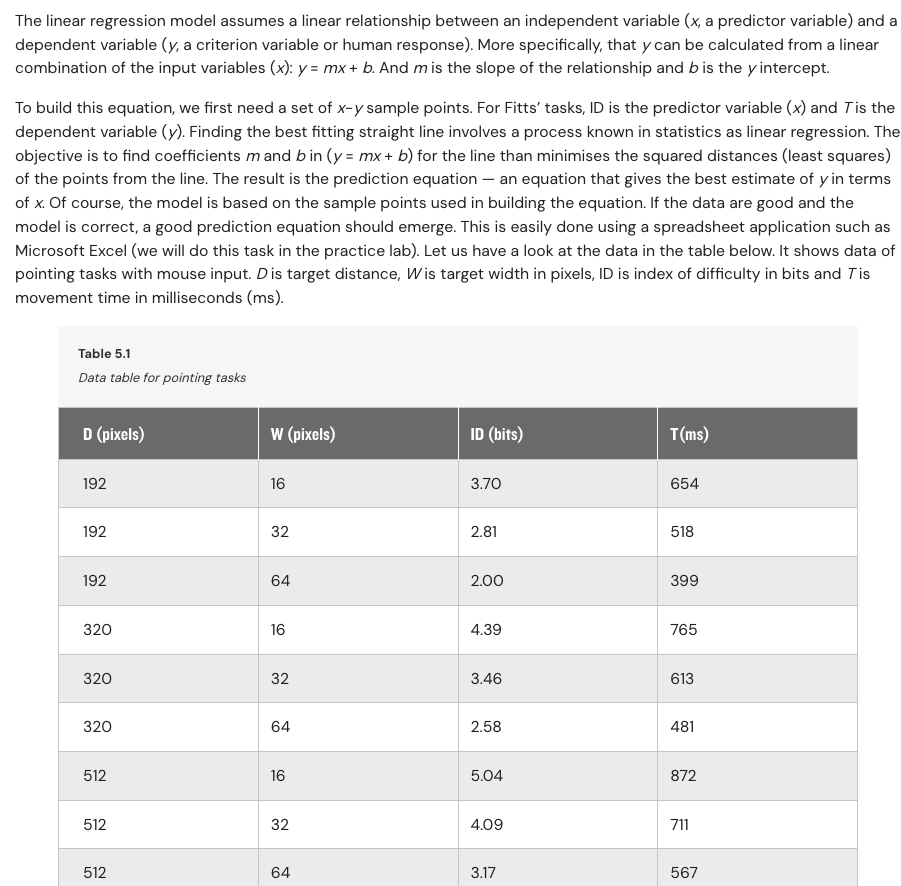 The linear regression model assumes a linear relationship between an independent variable (x, a predictor variable) and a
dependent variable (y, a criterion variable or human response). More specifically, that y can be calculated from a linear
combination of the input variables (x): y = mx + b. And m is the slope of the relationship and b is the y intercept.
To build this equation, we first need a set of x–y sample points. For Fitts’ tasks, ID is the predictor variable (x) and T is the
dependent variable (y). Finding the best fitting straight line involves a process known in statistics as linear regression. The
objective is to find coefficients m and b in (y = mx + b) for the line than minimises the squared distances (least squares)
of the points from the line. The result is the prediction equation — an equation that gives the best estimate of y in terms
of x. Of course, the model is based on the sample points used in building the equation. If the data are good and the
model is correct, a good prediction equation should emerge. This is easily done using a spreadsheet application such as
Microsoft Excel (we will do this task in the practice lab). Let us have a look at the data in the table below. It shows data of
pointing tasks with mouse input. D is target distance, W is target width in pixels, ID is index of difficulty in bits and T is
movement time in milliseconds (ms).
Table 5.1
Data table for pointing tasks
D (pixels) W (pixels) ID (bits) T(ms)
192 16 3.70 654
192 32 2.81 518
192 64 2.00 399
320 16 4.39 765
320 32 3.46 613
320 64 2.58 481
512 16 5.04 872
512 32 4.09 711
512 64 3.17 567